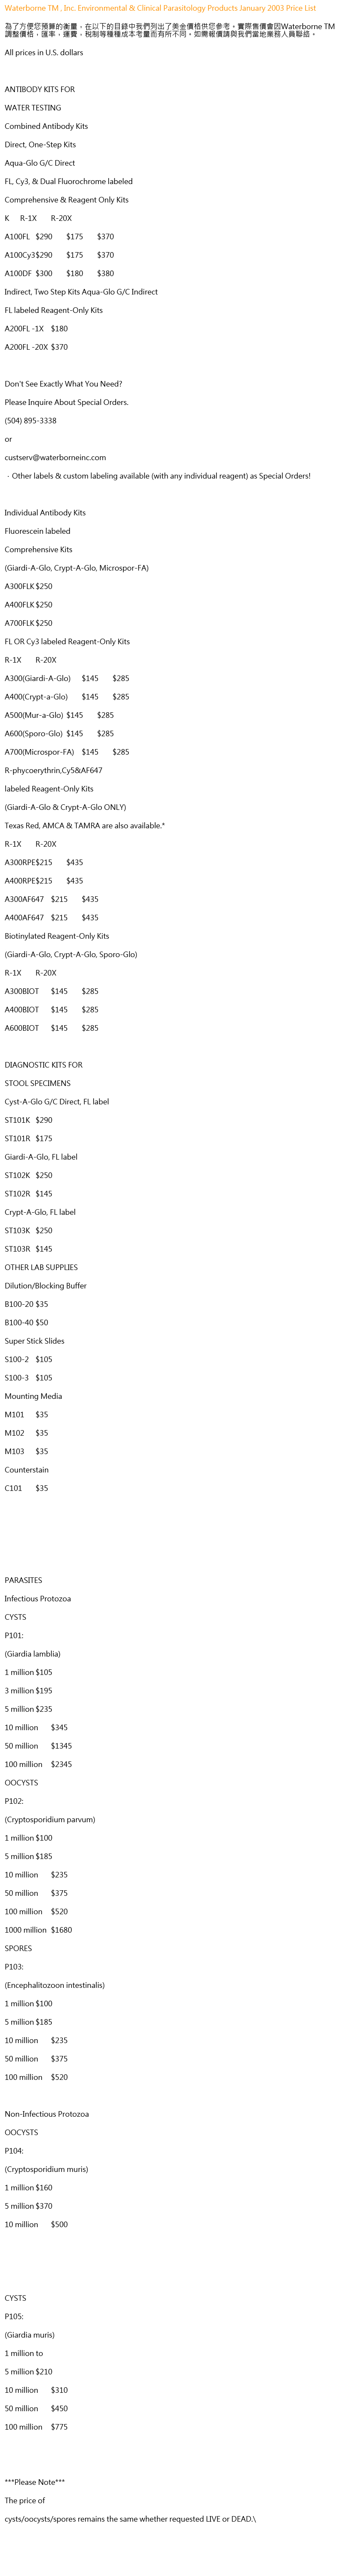 Waterborne TM , Inc. Environmental & Clinical Parasitology Products January 2003 Price List
為了方便您預算的衡量，在以下的目錄中我們列出了美金價格供您參考。實際售價會因Waterborne TM
調整價格，匯率，運費，稅制等種種成本考量而有所不同。如需報價請與我們當地業務人員聯絡。
All prices in U.S. dollars
ANTIBODY KITS FOR
WATER TESTING
Combined Antibody Kits
Direct, One-Step Kits
Aqua-Glo G/C Direct
FL, Cy3, & Dual Fluorochrome labeled
Comprehensive & Reagent Only Kits
K R-1X R-20X
A100FL $290 $175 $370
A100Cy3 $290 $175 $370
A100DF $300 $180 $380
Indirect, Two Step Kits Aqua-Glo G/C Indirect
FL labeled Reagent-Only Kits
A200FL -1X $180
A200FL -20X $370
Don't See Exactly What You Need?
Please Inquire About Special Orders.
(504) 895-3338
or
custserv@waterborneinc.com
· Other labels & custom labeling available (with any individual reagent) as Special Orders!
Individual Antibody Kits
Fluorescein labeled
Comprehensive Kits
(Giardi-A-Glo, Crypt-A-Glo, Microspor-FA)
A300FLK $250
A400FLK $250
A700FLK $250
FL OR Cy3 labeled Reagent-Only Kits
R-1X R-20X
A300(Giardi-A-Glo) $145 $285
A400(Crypt-a-Glo) $145 $285
A500(Mur-a-Glo) $145 $285
A600(Sporo-Glo) $145 $285
A700(Microspor-FA) $145 $285
R-phycoerythrin,Cy5&AF647
labeled Reagent-Only Kits
(Giardi-A-Glo & Crypt-A-Glo ONLY)
Texas Red, AMCA & TAMRA are also available.*
R-1X R-20X
A300RPE $215 $435
A400RPE $215 $435
A300AF647 $215 $435
A400AF647 $215 $435
Biotinylated Reagent-Only Kits
(Giardi-A-Glo, Crypt-A-Glo, Sporo-Glo)
R-1X R-20X
A300BIOT $145 $285
A400BIOT $145 $285
A600BIOT $145 $285
DIAGNOSTIC KITS FOR
STOOL SPECIMENS
Cyst-A-Glo G/C Direct, FL label
ST101K $290
ST101R $175
Giardi-A-Glo, FL label
ST102K $250
ST102R $145
Crypt-A-Glo, FL label
ST103K $250
ST103R $145
OTHER LAB SUPPLIES
Dilution/Blocking Buffer
B100-20 $35
B100-40 $50
Super Stick Slides
S100-2 $105
S100-3 $105
Mounting Media
M101 $35
M102 $35
M103 $35
Counterstain
C101 $35
PARASITES
Infectious Protozoa
CYSTS
P101:
(Giardia lamblia)
1 million $105
3 million $195
5 million $235
10 million $345
50 million $1345
100 million $2345
OOCYSTS
P102:
(Cryptosporidium parvum)
1 million $100
5 million $185
10 million $235
50 million $375
100 million $520
1000 million $1680
SPORES
P103:
(Encephalitozoon intestinalis)
1 million $100
5 million $185
10 million $235
50 million $375
100 million $520
Non-Infectious Protozoa
OOCYSTS
P104:
(Cryptosporidium muris)
1 million $160
5 million $370
10 million $500
CYSTS
P105:
(Giardia muris)
1 million to
5 million $210
10 million $310
50 million $450
100 million $775
***Please Note***
The price of
cysts/oocysts/spores remains the same whether requested LIVE or DEAD.\